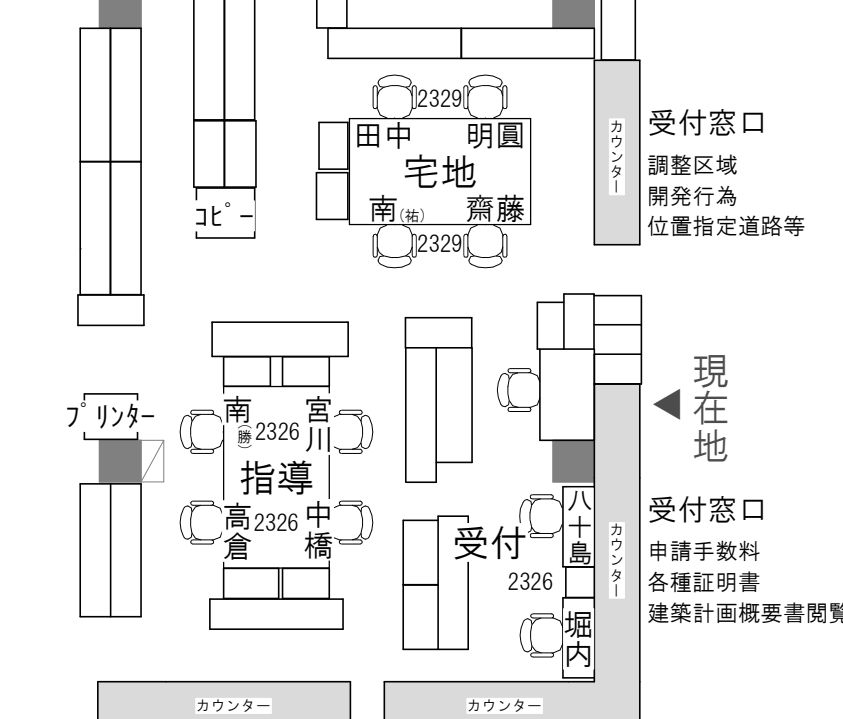 2329
田中 明圓
宅地
南(祐) 齋藤
2329
カウンター
受付窓口
調整区域
開発行為
位置指定道路等
コピー
現在地
プリンター
南(勝) 2326 宮川
指導
高倉 2326 中橋
受付
2326
八十島
堀内
カウンター
受付窓口
申請手数料
各種証明書
建築計画概要書閲覧
カウンター
カウンター